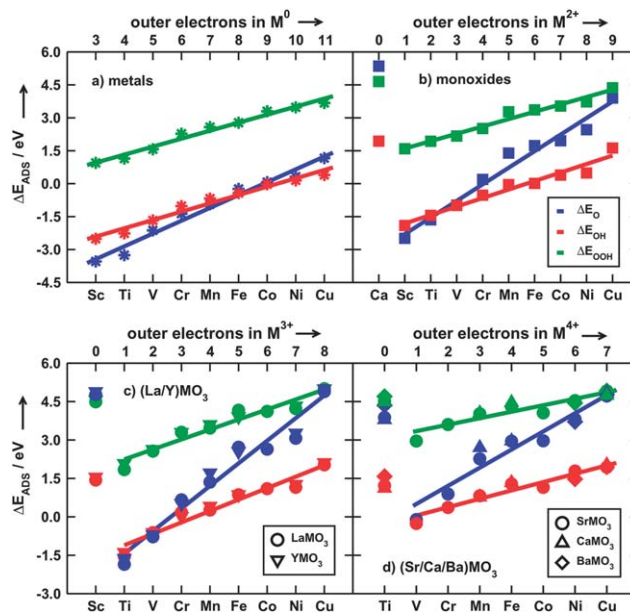 outer electrons in M⁰ →
3 4 5 6 7 8 9 10 11
outer electrons in M²⁺ →
0 1 2 3 4 5 6 7 8 9
ΔE_ADS / eV →
6.0
4.5
3.0
1.5
0.0
-1.5
-3.0
-4.5
a) metals
b) monoxides
ΔE_O
ΔE_OH
ΔE_OOH
Sc Ti V Cr Mn Fe Co Ni Cu
Ca Sc Ti V Cr Mn Fe Co Ni Cu
outer electrons in M³⁺ →
0 1 2 3 4 5 6 7 8
outer electrons in M⁴⁺ →
0 1 2 3 4 5 6 7
ΔE_ADS / eV →
6.0
4.5
3.0
1.5
0.0
-1.5
-3.0
c) (La/Y)MO₃
LaMO₃
YMO₃
SrMO₃
CaMO₃
BaMO₃
d) (Sr/Ca/Ba)MO₃
Sc Ti V Cr Mn Fe Co Ni Cu
Ti V Cr Mn Fe Co Ni Cu